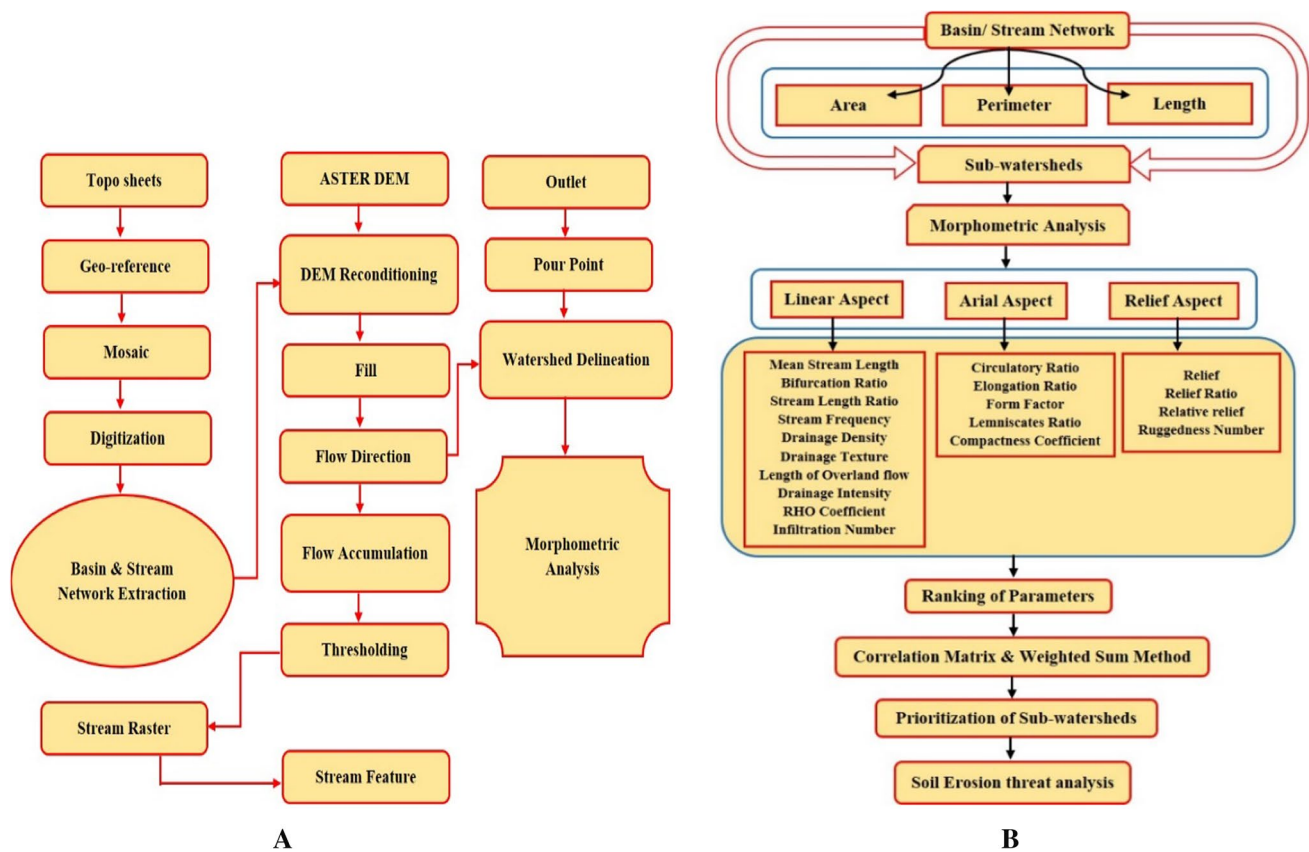 Topo sheets
Geo-reference
Mosaic
Digitization
Basin & Stream
Network Extraction
ASTER DEM
DEM Reconditioning
Fill
Flow Direction
Flow Accumulation
Thresholding
Stream Raster
Stream Feature
Outlet
Pour Point
Watershed Delineation
Morphometric
Analysis
A
Basin/ Stream Network
Area
Perimeter
Length
Sub-watersheds
Morphometric Analysis
Linear Aspect
Arial Aspect
Relief Aspect
Mean Stream Length
Bifurcation Ratio
Stream Length Ratio
Stream Frequency
Drainage Density
Drainage Texture
Length of Overland flow
Drainage Intensity
RHO Coefficient
Infiltration Number
Circulatory Ratio
Elongation Ratio
Form Factor
Lemniscates Ratio
Compactness Coefficient
Relief
Relief Ratio
Relative relief
Ruggedness Number
Ranking of Parameters
Correlation Matrix & Weighted Sum Method
Prioritization of Sub-watersheds
Soil Erosion threat analysis
B